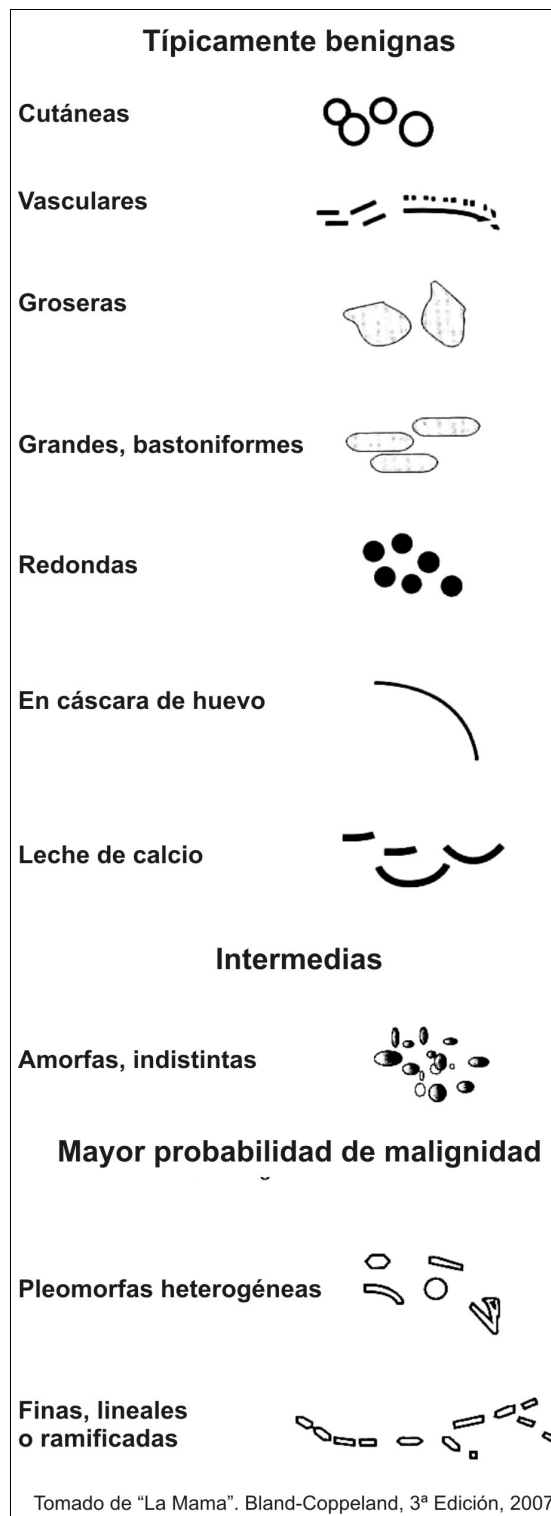 Típicamente benignas
Cutáneas
Vasculares
Groseras
Grandes, bastoniformes
Redondas
En cáscara de huevo
Leche de calcio
Intermedias
Amorfas, indistintas
Mayor probabilidad de malignidad
Pleomorfas heterogéneas
Finas, lineales
o ramificadas
Tomado de “La Mama”. Bland-Coppeland, 3ª Edición, 2007